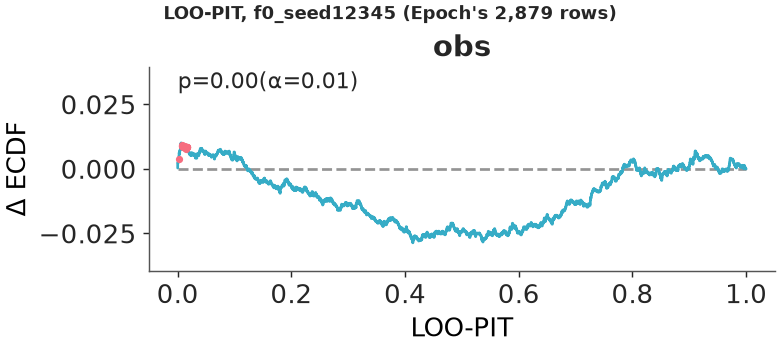 LOO-PIT, f0_seed12345 (Epoch's 2,879 rows)
obs
p=0.00(α=0.01)
Δ ECDF
0.025
0.000
−0.025
0.0 0.2 0.4 0.6 0.8 1.0
LOO-PIT